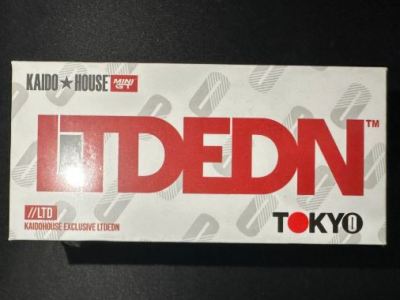 KAIDO★HOUSE MINI GT
LTDEDN™
//LTD
KAIDOHOUSE EXCLUSIVE LTDEDN
TOKYO